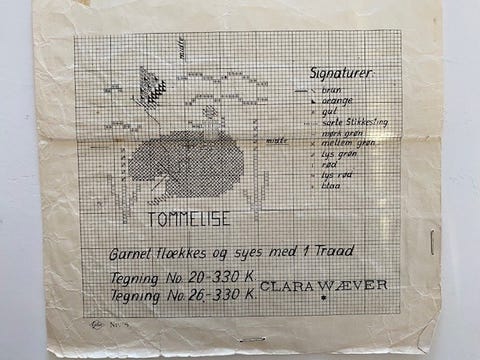 midte
Signaturer:
brun
orange
gul
sorte Stikkesting
mørk grøn
mellem grøn
lys grøn
rød
lys rød
blaa
midte
TOMMELISE
Garnet flækkes og syes med 1 Traad
Tegning No. 20-330 K.
Tegning No. 26-330 K.
CLARA WÆVER